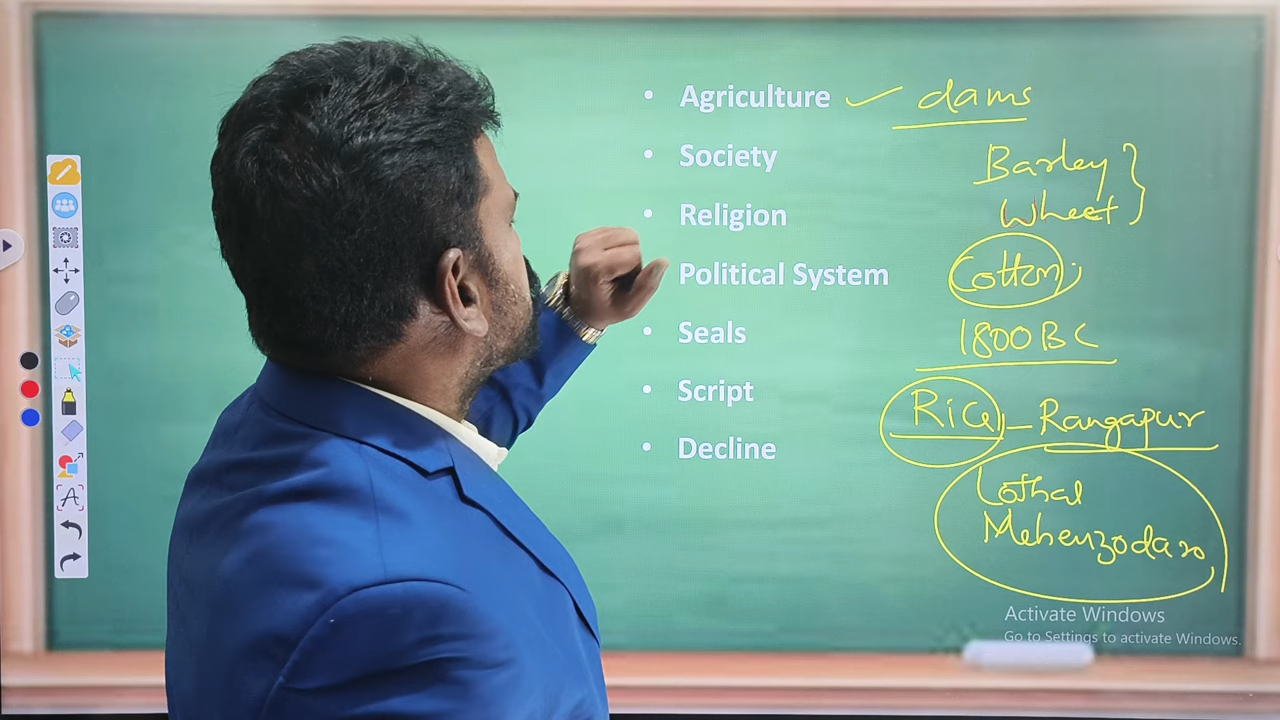 • Agriculture ✓ dams
• Society
Barley
Wheet
• Religion
Political System
Cotton
• Seals
1800 BC
• Script
Rice - Rangapur
• Decline
Lothal
Mehenzodaro
Activate Windows
Go to Settings to activate Windows.
A